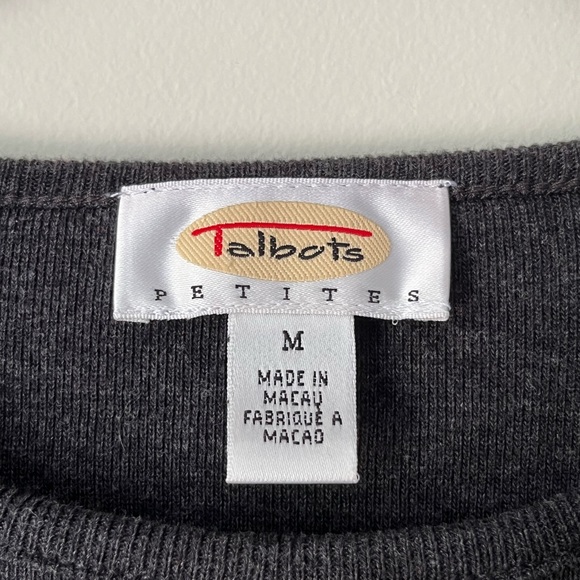 Talbots
PETITES
M
MADE IN
MACAU
FABRIQUE A
MACAO